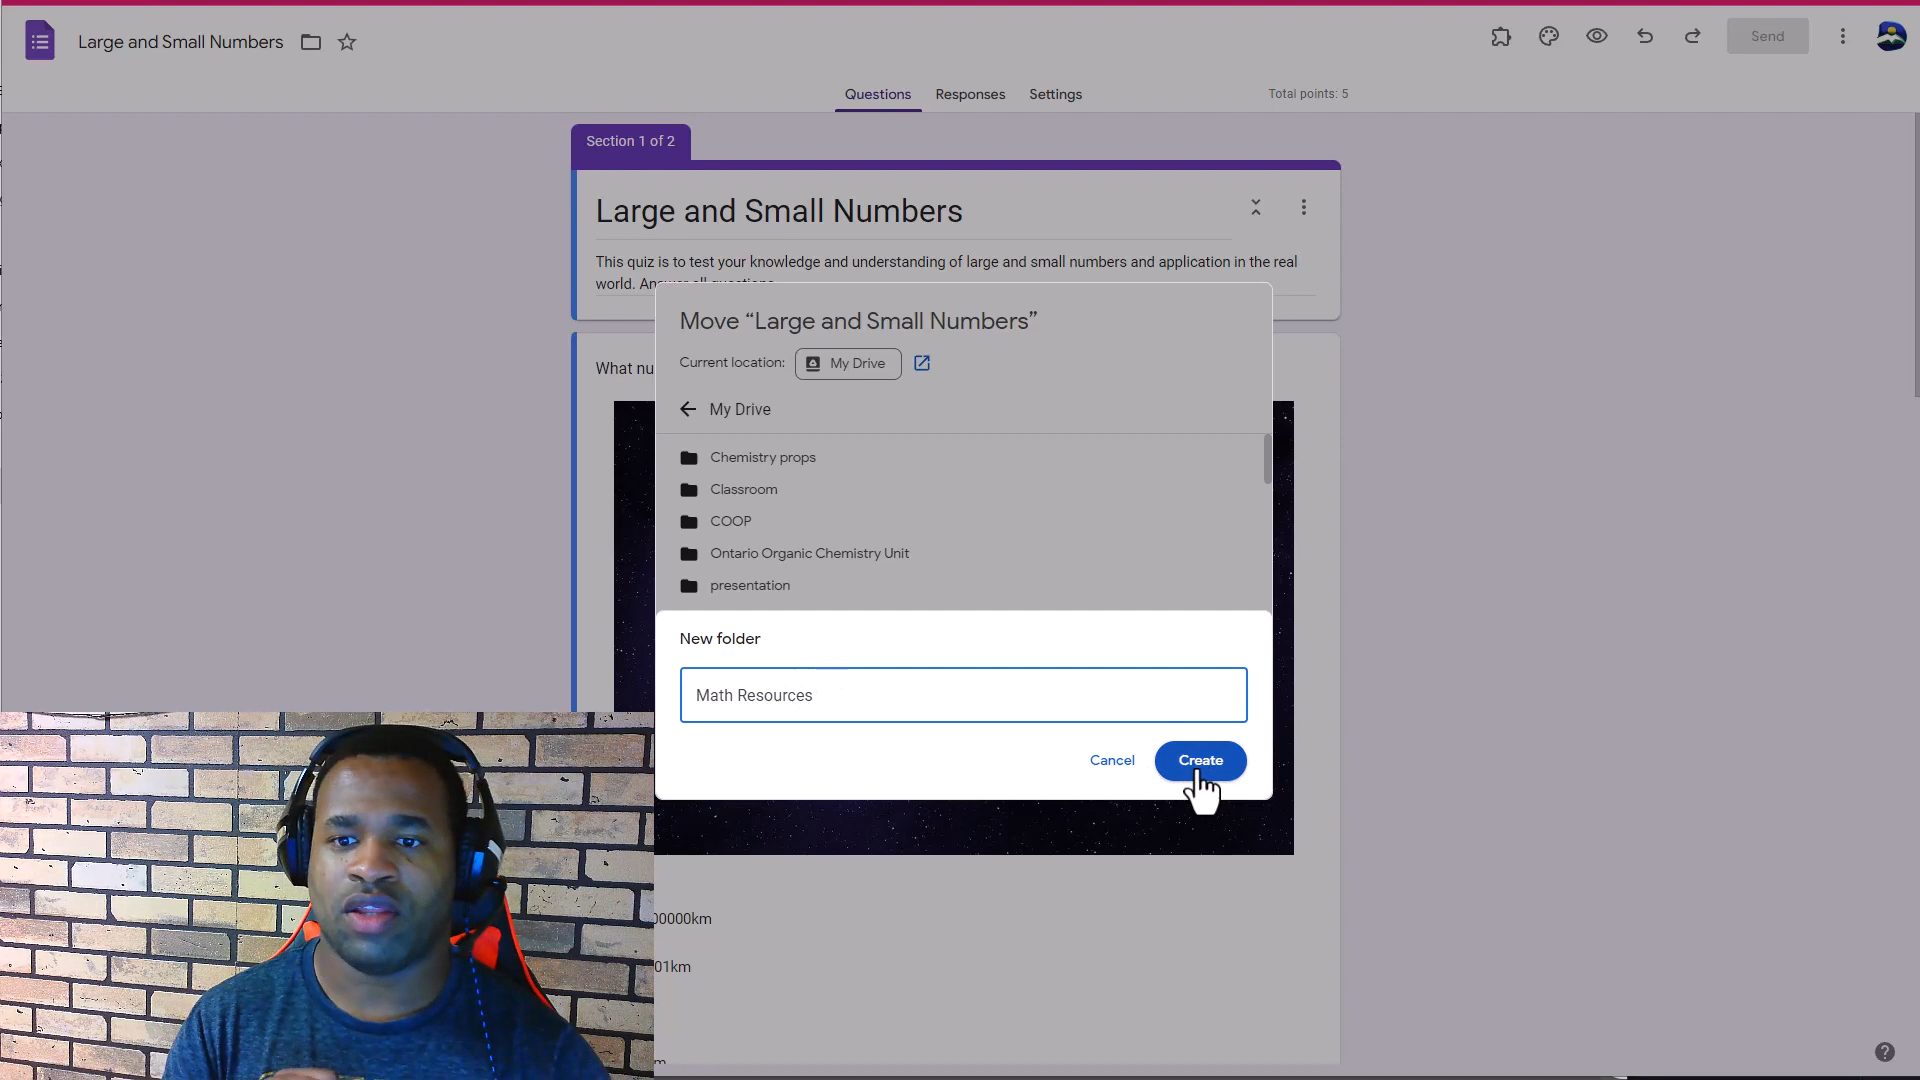 Large and Small Numbers
Send
Questions
Responses
Settings
Total points: 5
Section 1 of 2
Large and Small Numbers
This quiz is to test your knowledge and understanding of large and small numbers and application in the real
world. Answer all questions
Move “Large and Small Numbers”
Current location:
My Drive
My Drive
What nu
Chemistry props
Classroom
COOP
Ontario Organic Chemistry Unit
presentation
New folder
Math Resources
Cancel
Create
00000km
01km